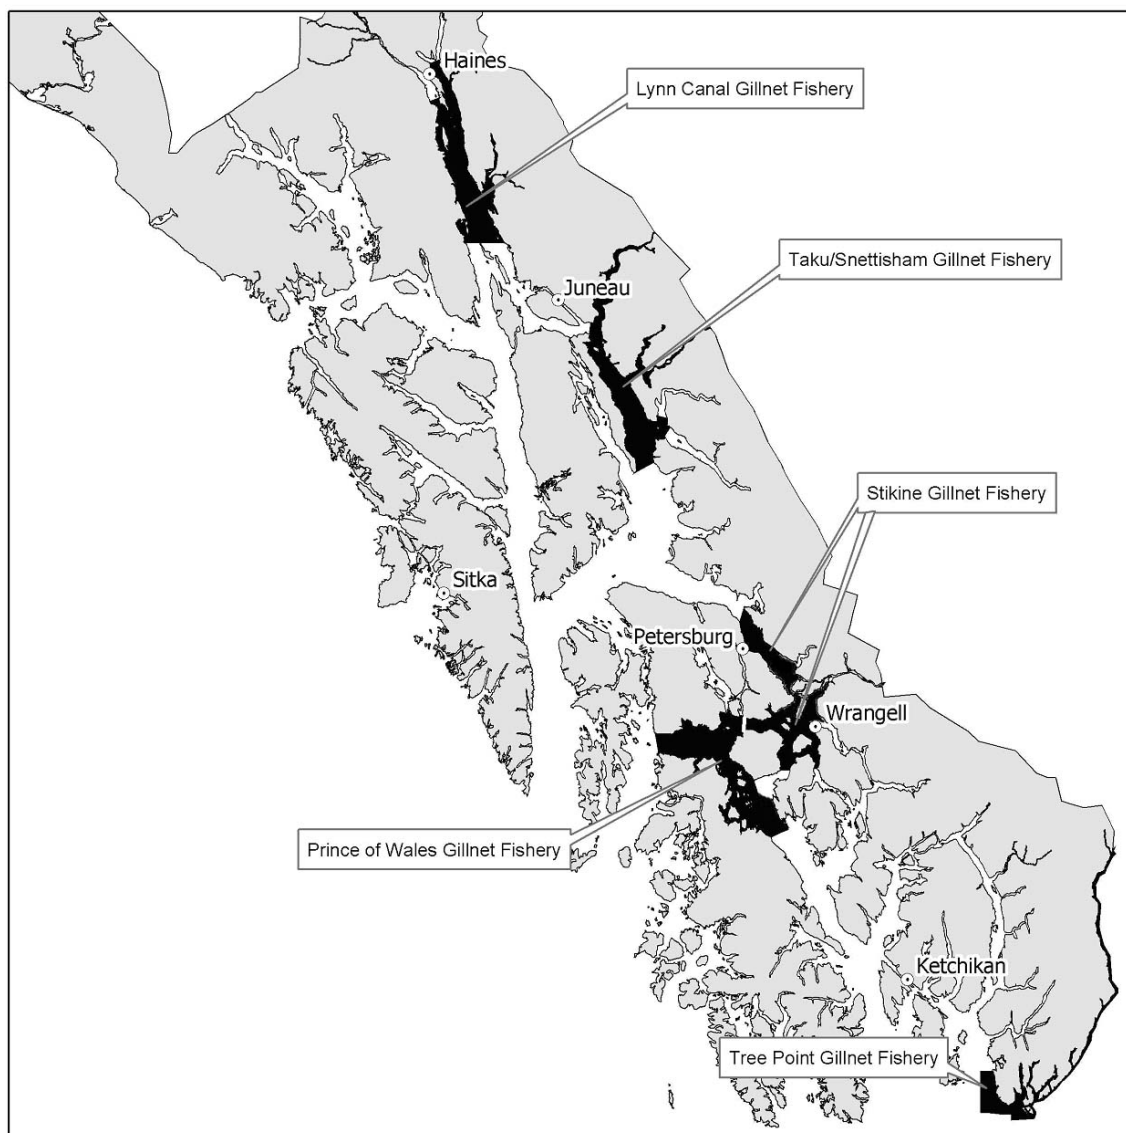 Haines
Lynn Canal Gillnet Fishery
Taku/Snettisham Gillnet Fishery
Juneau
Stikine Gillnet Fishery
Sitka
Petersburg
Wrangell
Prince of Wales Gillnet Fishery
Ketchikan
Tree Point Gillnet Fishery